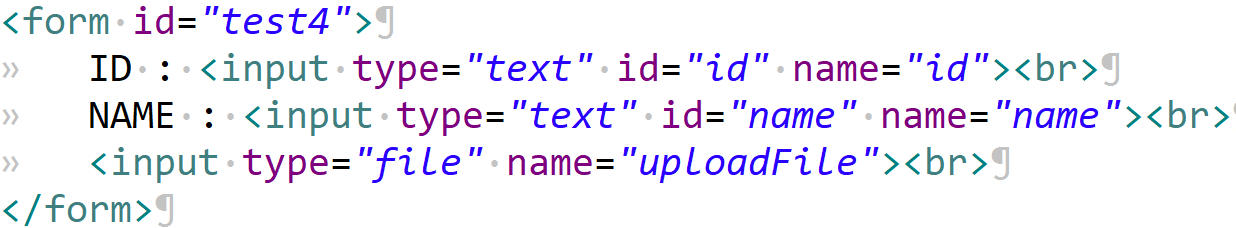 <form id="test4">
ID : <input type="text" id="id" name="id"><br>
NAME : <input type="text" id="name" name="name"><br>
<input type="file" name="uploadFile"><br>
</form>